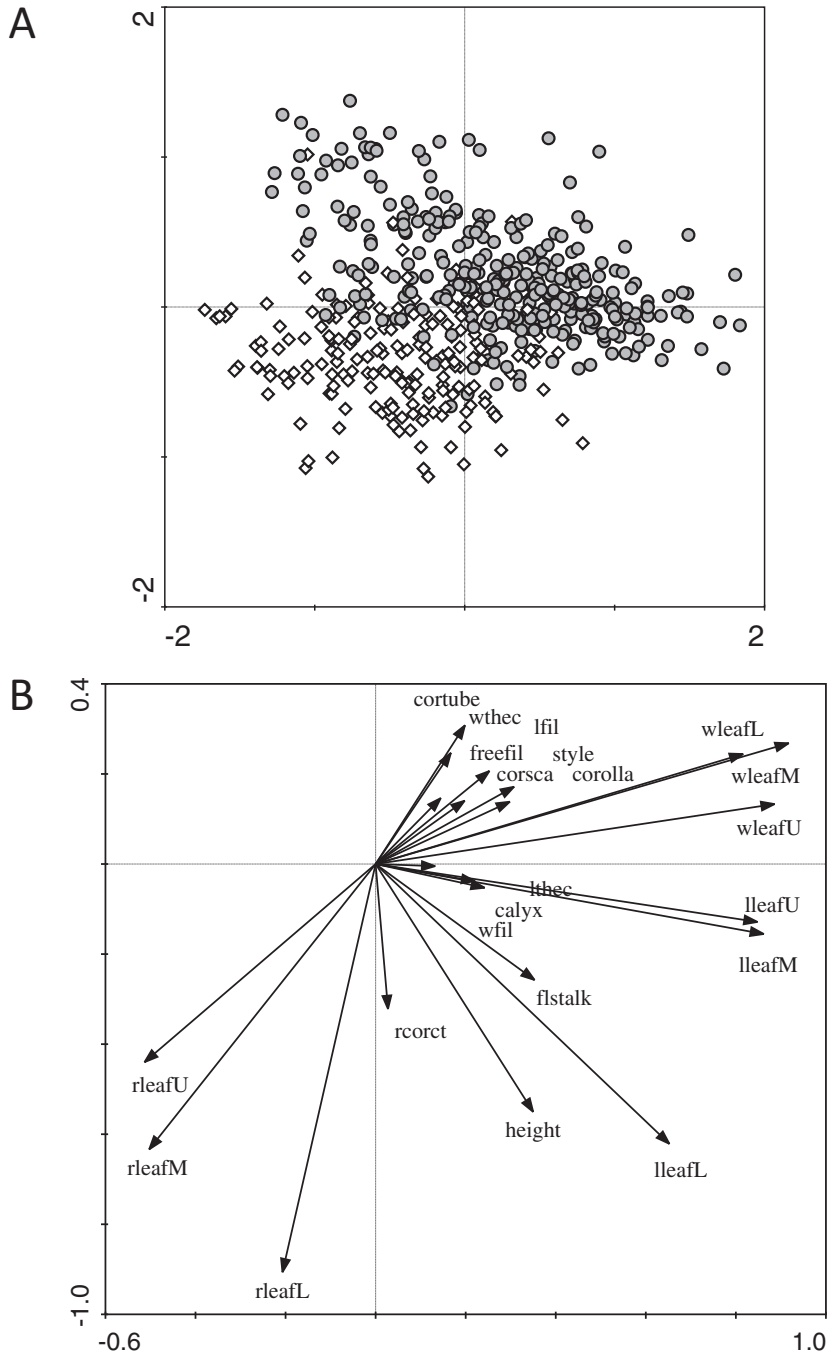 A
2
-2
-2 2
B
0.4
cortube
wthec lfil
freefil style
corsca corolla
wleafL
wleafM
wleafU
lthec
calyx
wfil
lleafU
lleafM
flstalk
rcorct
rleafU
height
rleafM
lleafL
rleafL
-1.0
-0.6 1.0